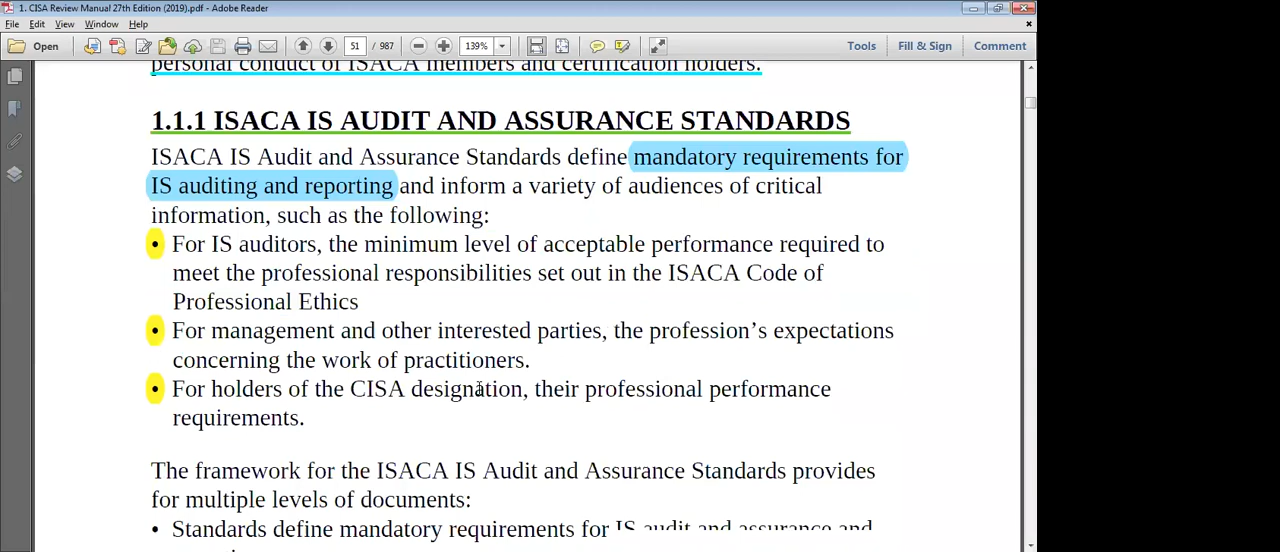 1. CISA Review Manual 27th Edition (2019).pdf - Adobe Reader
File Edit View Window Help
Open 51 / 987 139% Tools Fill & Sign Comment
personal conduct of ISACA members and certification holders.
1.1.1 ISACA IS AUDIT AND ASSURANCE STANDARDS
ISACA IS Audit and Assurance Standards define mandatory requirements for
IS auditing and reporting and inform a variety of audiences of critical
information, such as the following:
• For IS auditors, the minimum level of acceptable performance required to
meet the professional responsibilities set out in the ISACA Code of
Professional Ethics
• For management and other interested parties, the profession’s expectations
concerning the work of practitioners.
• For holders of the CISA designation, their professional performance
requirements.
The framework for the ISACA IS Audit and Assurance Standards provides
for multiple levels of documents:
• Standards define mandatory requirements for IS audit and assurance and